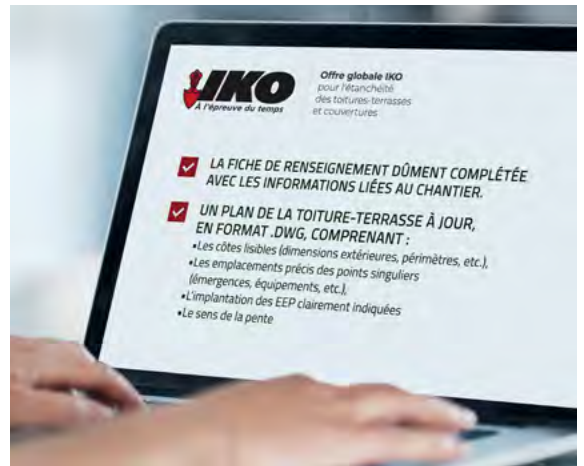 IKO
À l'épreuve du temps
Offre globale IKO
pour l'étanchéité
des toitures-terrasses
et couvertures
LA FICHE DE RENSEIGNEMENT DÛMENT COMPLÉTÉE
AVEC LES INFORMATIONS LIÉES AU CHANTIER.
UN PLAN DE LA TOITURE-TERRASSE À JOUR,
EN FORMAT .DWG, COMPRENANT :
•Les côtes lisibles (dimensions extérieures, périmètres, etc.),
•Les emplacements précis des points singuliers
(émergences, équipements, etc.),
•L'implantation des EEP clairement indiquées
•Le sens de la pente